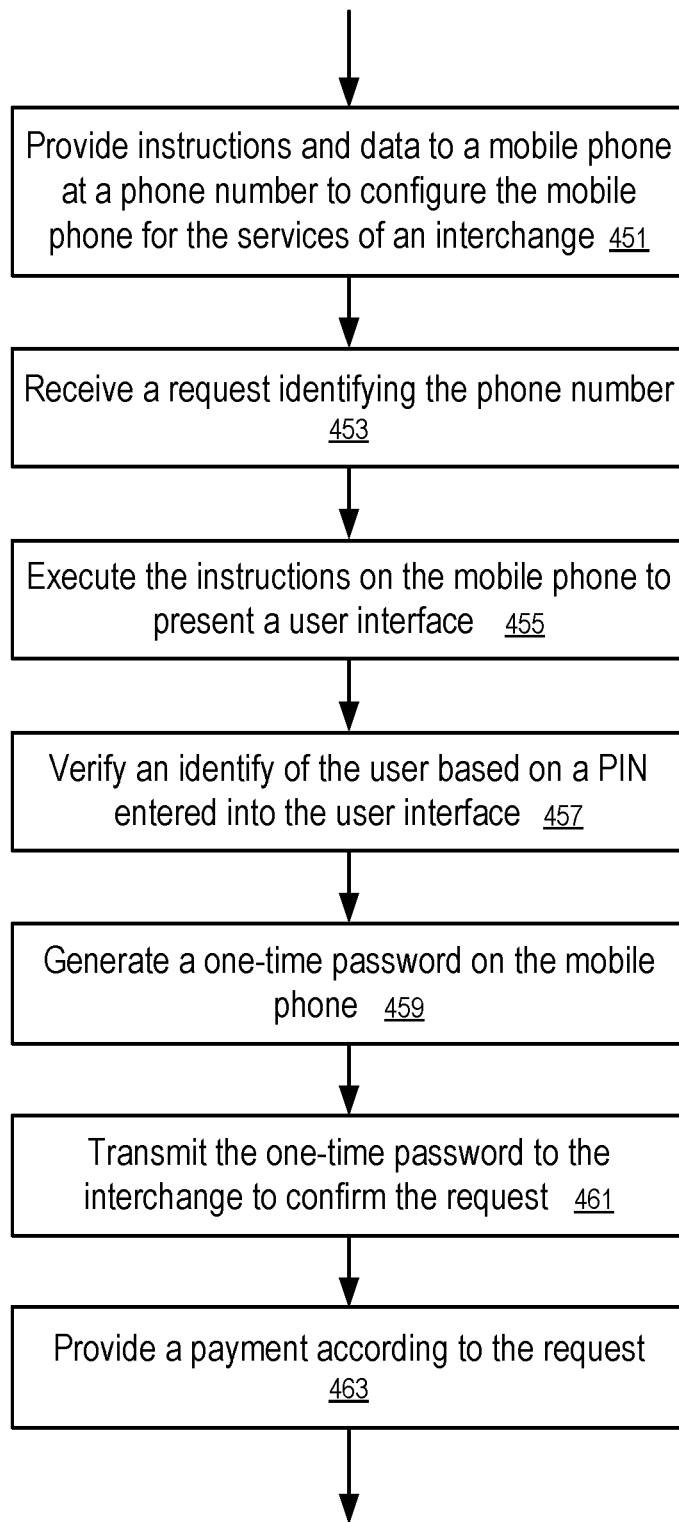 Provide instructions and data to a mobile phone
at a phone number to configure the mobile
phone for the services of an interchange 451
Receive a request identifying the phone number
453
Execute the instructions on the mobile phone to
present a user interface 455
Verify an identify of the user based on a PIN
entered into the user interface 457
Generate a one-time password on the mobile
phone 459
Transmit the one-time password to the
interchange to confirm the request 461
Provide a payment according to the request
463